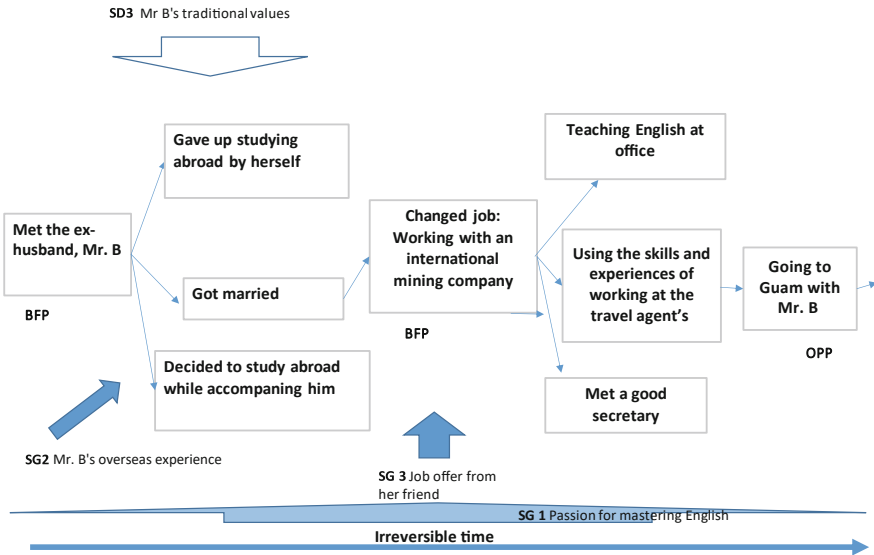 SD3 Mr B's traditional values
Gave up studying
abroad by herself
Teaching English at
office
Met the ex-
husband, Mr. B
BFP
Got married
Decided to study abroad
while accompaning him
Changed job:
Working with an
international
mining company
BFP
Using the skills and
experiences of
working at the
travel agent's
Going to
Guam with
Mr. B
OPP
Met a good
secretary
SG2 Mr. B's overseas experience
SG 3 Job offer from
her friend
SG 1 Passion for mastering English
Irreversible time